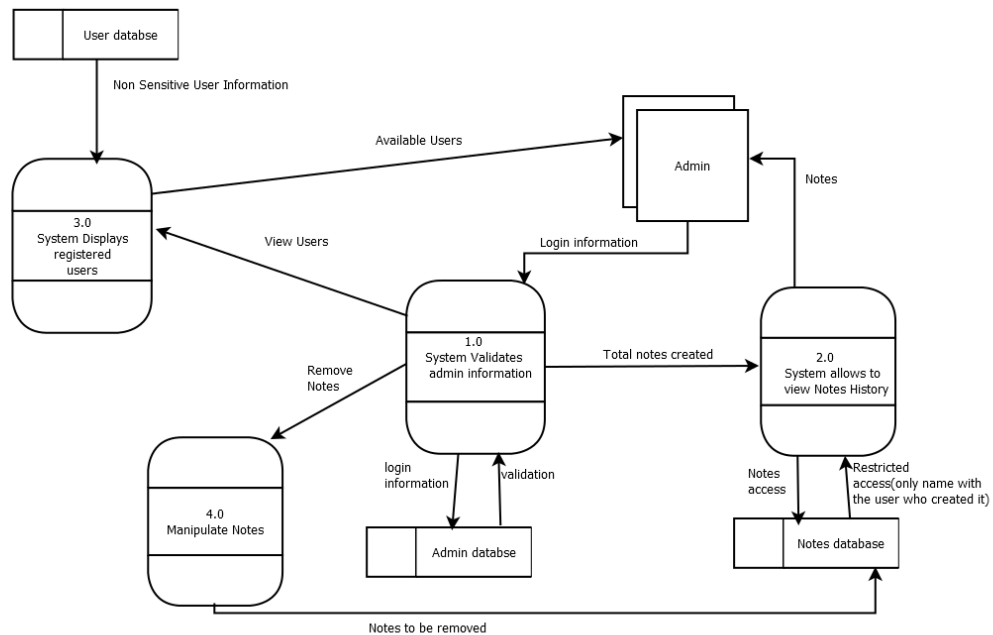 User databse
Non Sensitive User Information
Available Users
Admin
Notes
3.0
System Displays
registered
users
View Users
Login information
1.0
System Validates
admin information
Total notes created
2.0
System allows to
view Notes History
Remove
Notes
login
information
validation
Notes
access
Restricted
access(only name with
the user who created it)
4.0
Manipulate Notes
Admin databse
Notes database
Notes to be removed